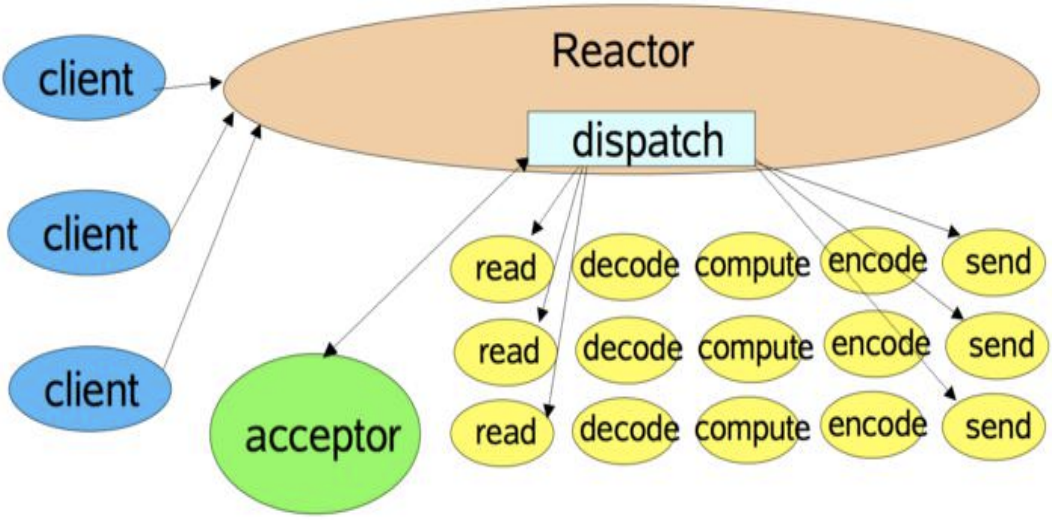 Reactor
client
dispatch
client
read decode compute encode send
read decode compute encode send
client
acceptor
read decode compute encode send